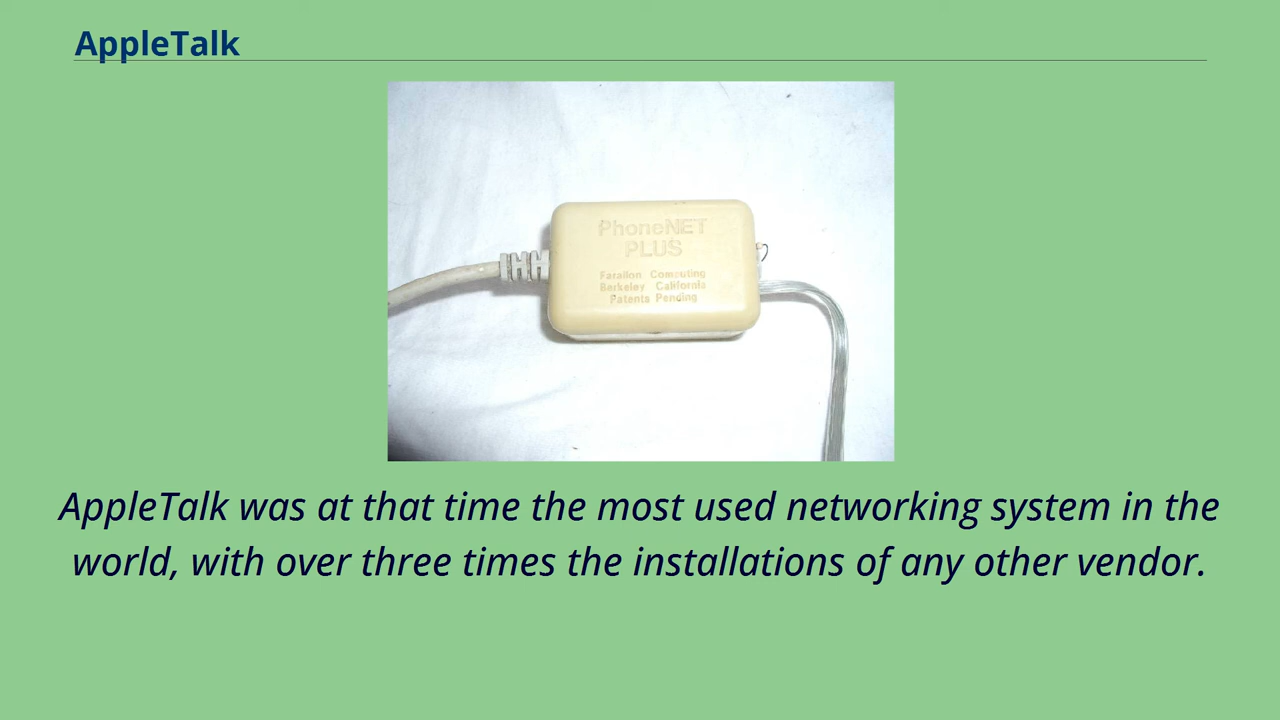 AppleTalk
PhoneNET
PLUS
Farallon Computing
Berkeley California
Patents Pending
AppleTalk was at that time the most used networking system in the
world, with over three times the installations of any other vendor.